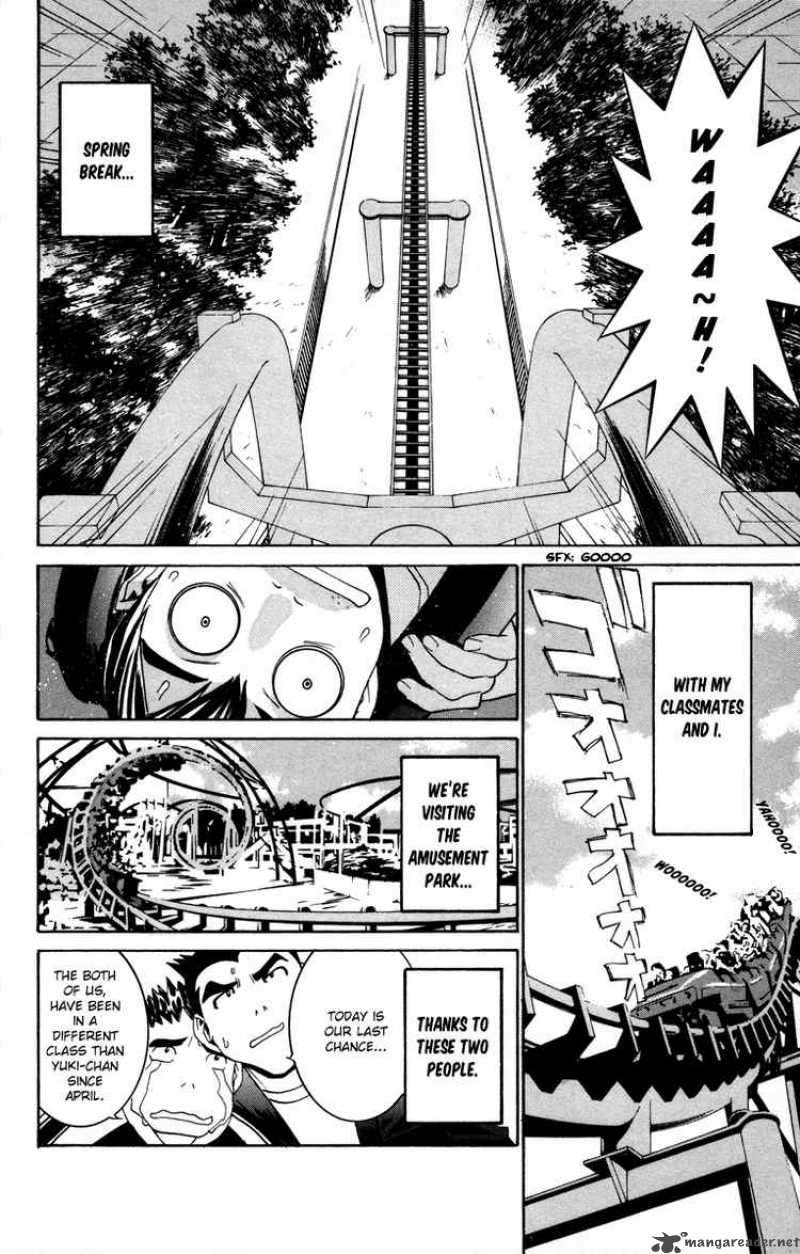 WAAAA~H!
SPRING
BREAK...
SFX: GOOOO
ゴオオオオオオ
WITH MY
CLASSMATES
AND I.
YAHOOOO!
WOOOOOO!
WE'RE
VISITING
THE
AMUSEMENT
PARK...
THANKS TO
THESE TWO
PEOPLE.
TODAY IS
OUR LAST
CHANCE...
THE BOTH
OF US,
HAVE BEEN
IN A
DIFFERENT
CLASS THAN
YUKI-CHAN
SINCE
APRIL.
mangareader.net